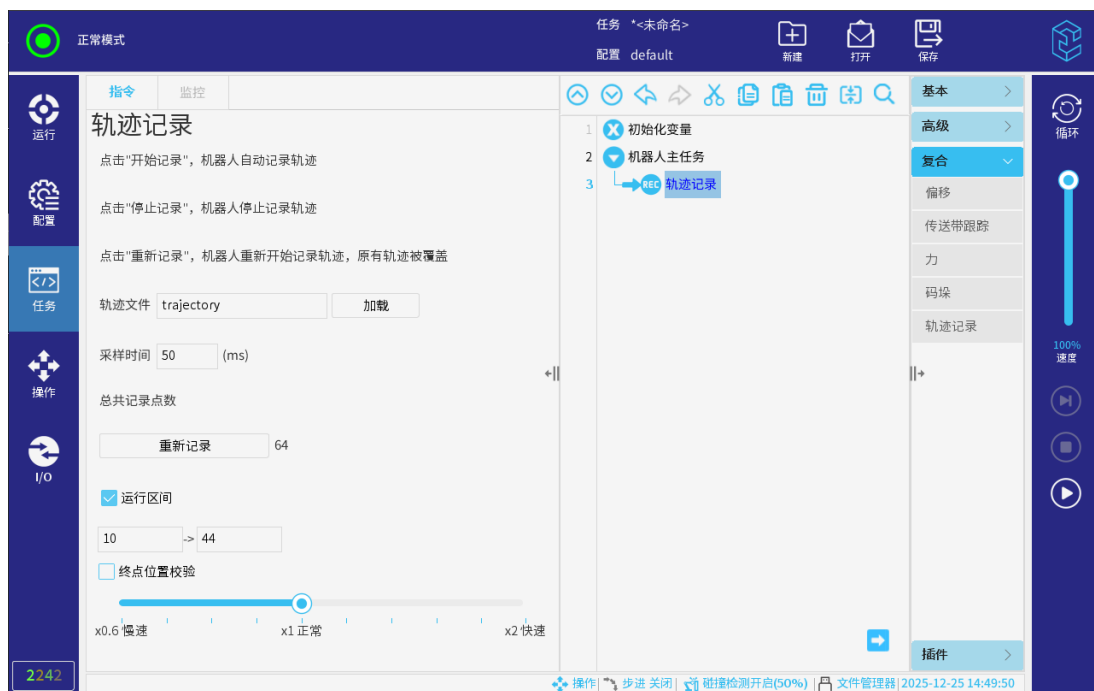 正常模式
任务 *<未命名>
配置 default
新建
打开
保存
运行
配置
任务
操作
I/O
2242
指令
监控
轨迹记录
点击"开始记录"，机器人自动记录轨迹
点击"停止记录"，机器人停止记录轨迹
点击"重新记录"，机器人重新开始记录轨迹，原有轨迹被覆盖
轨迹文件 trajectory 加载
采样时间 50 (ms)
总共记录点数
重新记录 64
运行区间
10 -> 44
终点位置校验
x0.6 慢速 x1 正常 x2 快速
1 初始化变量
2 机器人主任务
3 REC 轨迹记录
基本
高级
复合
偏移
传送带跟踪
力
码垛
轨迹记录
插件
循环
100%
速度
操作| 步进 关闭| 碰撞检测开启(50%) | 文件管理器|2025-12-25 14:49:50